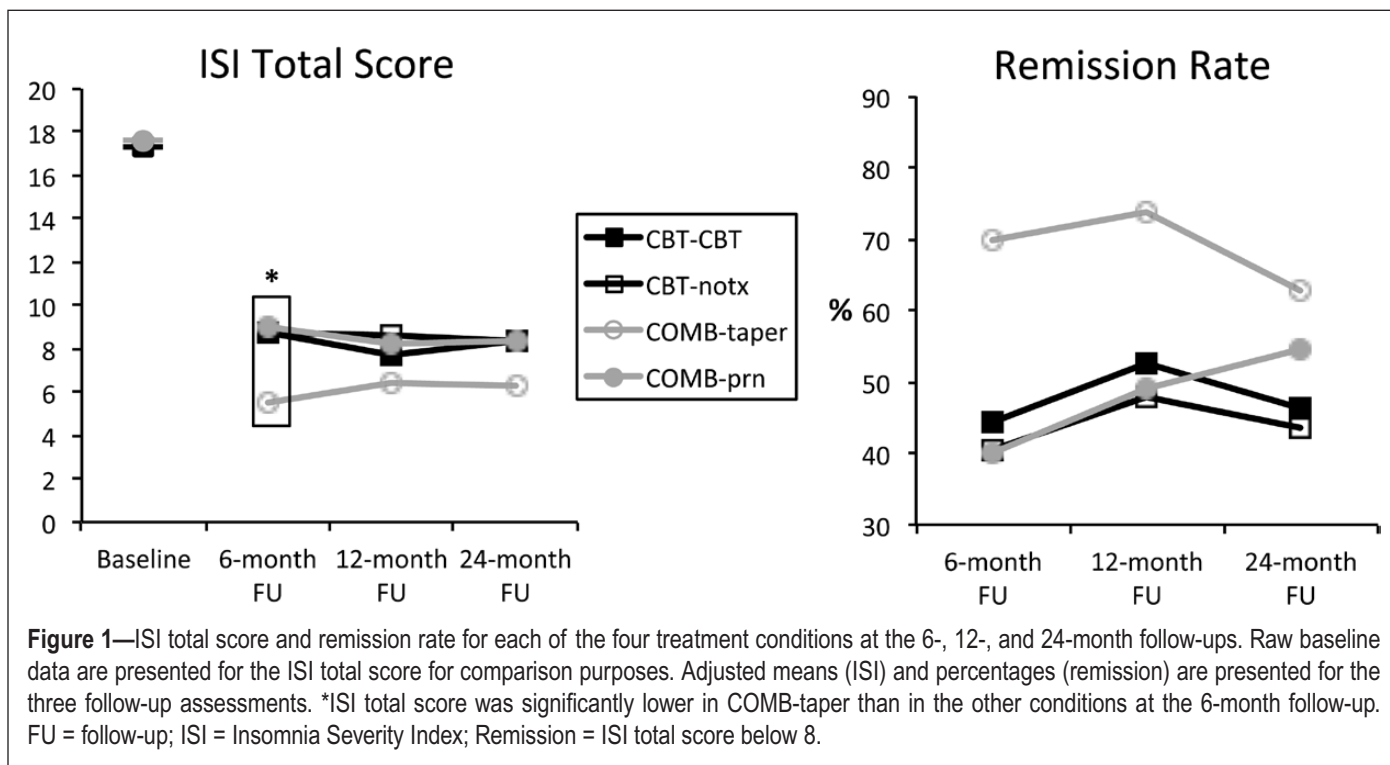 ISI Total Score
20
18
16
14
12
10
8
6
4
2
0
*
Baseline
6-month
FU
12-month
FU
24-month
FU
CBT-CBT
CBT-notx
COMB-taper
COMB-prn
Remission Rate
90
80
70
60
50
40
30
%
6-month
FU
12-month
FU
24-month
FU
Figure 1—ISI total score and remission rate for each of the four treatment conditions at the 6-, 12-, and 24-month follow-ups. Raw baseline
data are presented for the ISI total score for comparison purposes. Adjusted means (ISI) and percentages (remission) are presented for the
three follow-up assessments. *ISI total score was significantly lower in COMB-taper than in the other conditions at the 6-month follow-up.
FU = follow-up; ISI = Insomnia Severity Index; Remission = ISI total score below 8.